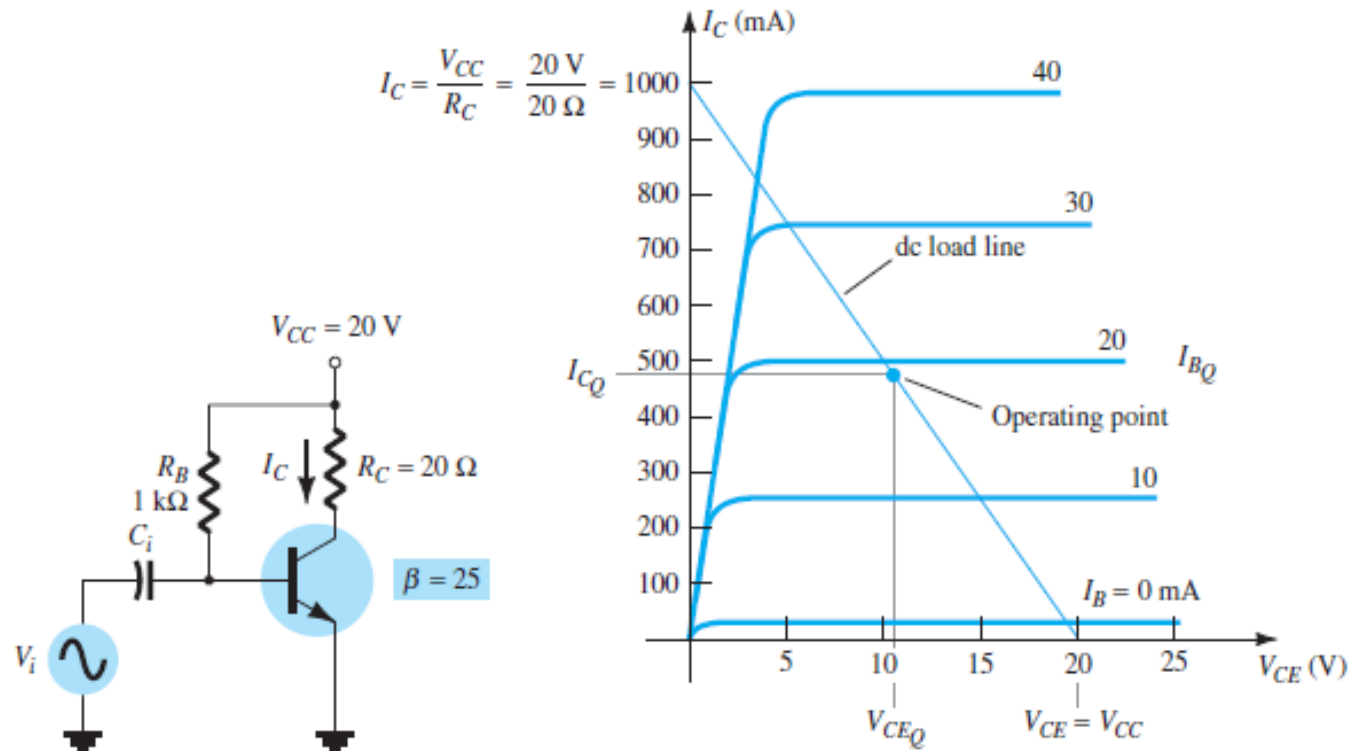 V_CC = 20 V
R_B
1 kΩ
I_C
R_C = 20 Ω
C_i
β = 25
V_i
I_C (mA)
I_C = V_CC / R_C = 20 V / 20 Ω = 1000
900
800
700
600
500
400
300
200
100
I_CQ
40
30
dc load line
20
I_BQ
Operating point
10
I_B = 0 mA
5
10
15
20
25
V_CE (V)
V_CEQ
V_CE = V_CC